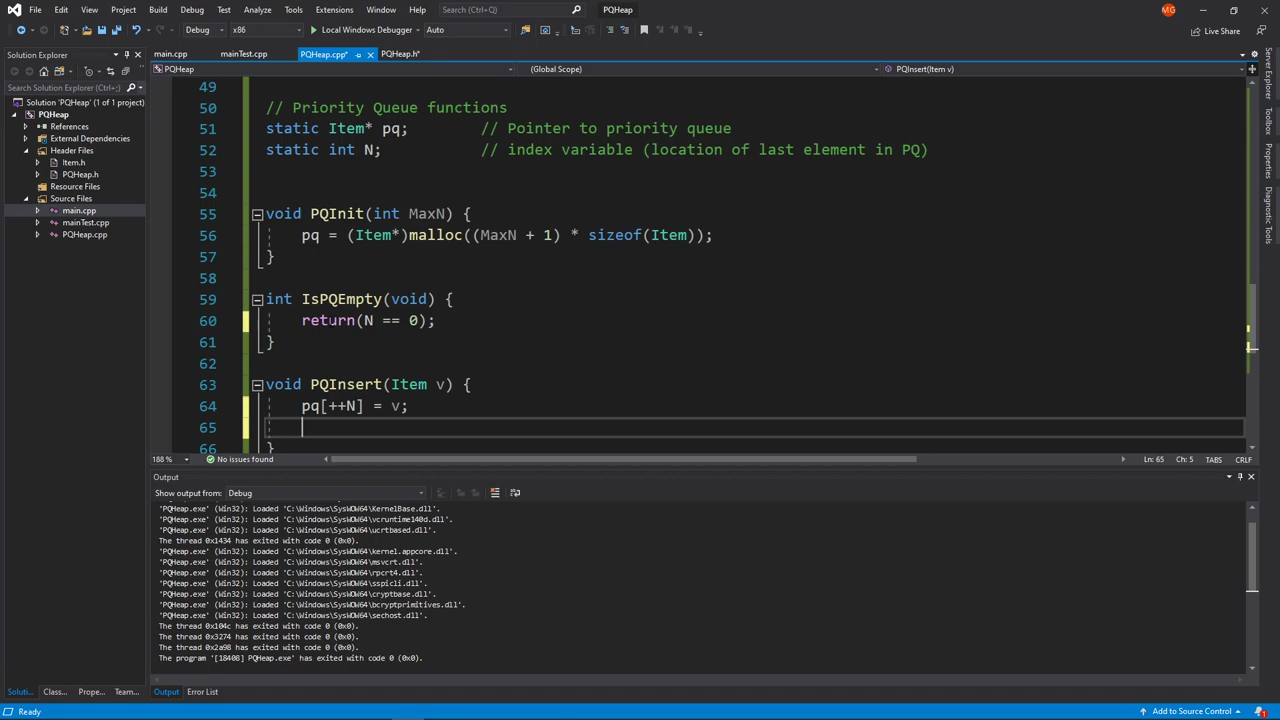 File Edit View Project Build Debug Test Analyze Tools Extensions Window Help Search (Ctrl+Q) PQHeap MG
Debug x86 Local Windows Debugger Auto Live Share
Solution Explorer
Search Solution Explorer (Ctrl+;)
Solution 'PQHeap' (1 of 1 project)
PQHeap
References
External Dependencies
Header Files
Item.h
PQHeap.h
Resource Files
Source Files
main.cpp
mainTest.cpp
PQHeap.cpp
Soluti... Class... Prope... Team...
main.cpp mainTest.cpp PQHeap.cpp* PQHeap.h*
PQHeap (Global Scope) PQInsert(Item v)
49
50 // Priority Queue functions
51 static Item* pq; // Pointer to priority queue
52 static int N; // index variable (location of last element in PQ)
53
54
55 void PQInit(int MaxN) {
56 pq = (Item*)malloc((MaxN + 1) * sizeof(Item));
57 }
58
59 int IsPQEmpty(void) {
60 return(N == 0);
61 }
62
63 void PQInsert(Item v) {
64 pq[++N] = v;
65
66 }
188 % No issues found Ln: 65 Ch: 5 TABS CRLF
Output
Show output from: Debug
'PQHeap.exe' (Win32): Loaded 'C:\Windows\SysWOW64\KernelBase.dll'.
'PQHeap.exe' (Win32): Loaded 'C:\Windows\SysWOW64\vcruntime140d.dll'.
'PQHeap.exe' (Win32): Loaded 'C:\Windows\SysWOW64\ucrtbased.dll'.
The thread 0x1434 has exited with code 0 (0x0).
'PQHeap.exe' (Win32): Loaded 'C:\Windows\SysWOW64\kernel.appcore.dll'.
'PQHeap.exe' (Win32): Loaded 'C:\Windows\SysWOW64\msvcrt.dll'.
'PQHeap.exe' (Win32): Loaded 'C:\Windows\SysWOW64\rpcrt4.dll'.
'PQHeap.exe' (Win32): Loaded 'C:\Windows\SysWOW64\sspicli.dll'.
'PQHeap.exe' (Win32): Loaded 'C:\Windows\SysWOW64\cryptbase.dll'.
'PQHeap.exe' (Win32): Loaded 'C:\Windows\SysWOW64\bcryptprimitives.dll'.
'PQHeap.exe' (Win32): Loaded 'C:\Windows\SysWOW64\sechost.dll'.
The thread 0x104c has exited with code 0 (0x0).
The thread 0x3274 has exited with code 0 (0x0).
The thread 0x2a98 has exited with code 0 (0x0).
The program '[18408] PQHeap.exe' has exited with code 0 (0x0).
Output Error List
Server Explorer
Toolbox
Properties
Diagnostic Tools
Ready Add to Source Control 1